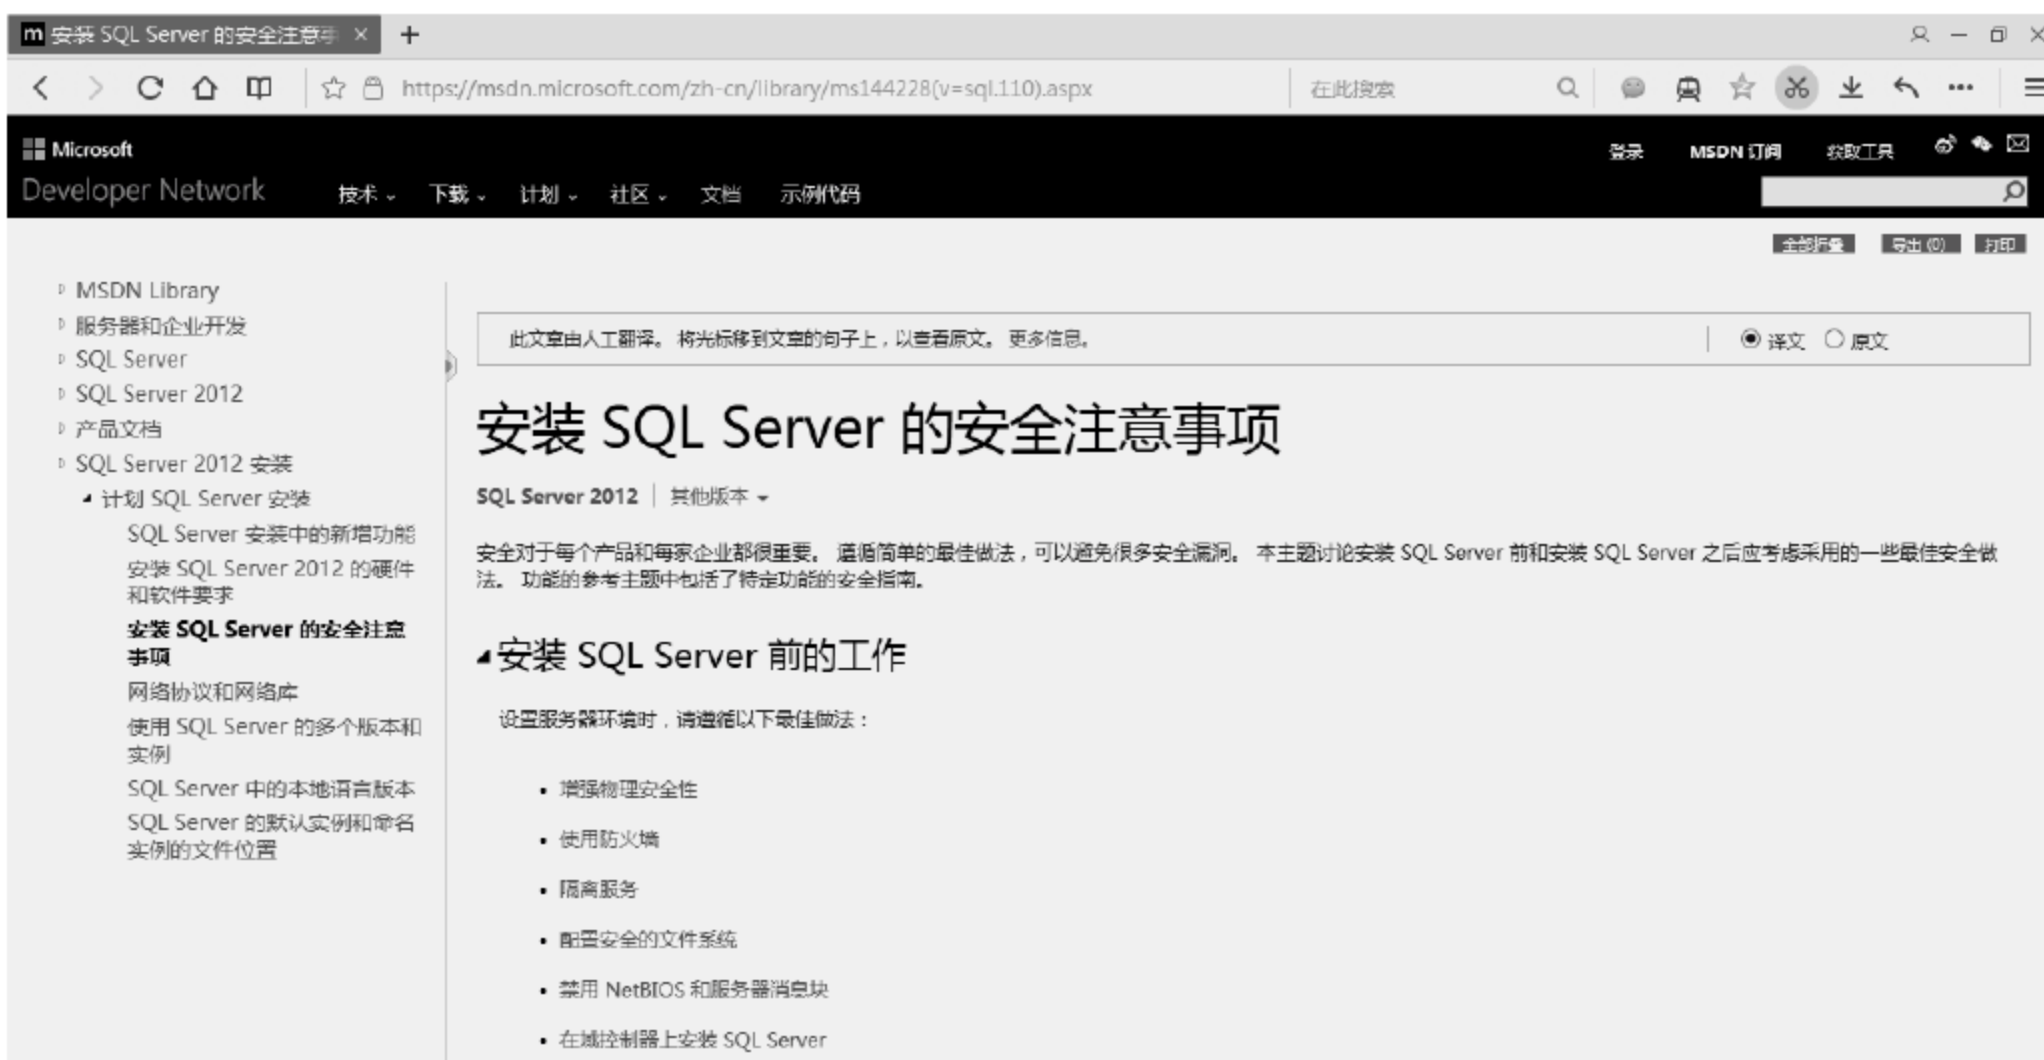 m 安装 SQL Server 的安全注意事
https://msdn.microsoft.com/zh-cn/library/ms144228(v=sql.110).aspx
在此搜索
Microsoft
登录
MSDN 订阅
获取工具
Developer Network
技术
下载
计划
社区
文档
示例代码
全部折叠
导出 (0)
打印
MSDN Library
服务器和企业开发
SQL Server
SQL Server 2012
产品文档
SQL Server 2012 安装
计划 SQL Server 安装
SQL Server 安装中的新增功能
安装 SQL Server 2012 的硬件
和软件要求
安装 SQL Server 的安全注意
事项
网络协议和网络库
使用 SQL Server 的多个版本和
实例
SQL Server 中的本地语言版本
SQL Server 的默认实例和命名
实例的文件位置
此文章由人工翻译。 将光标移到文章的句子上，以查看原文。 更多信息。
译文
原文
安装 SQL Server 的安全注意事项
SQL Server 2012
其他版本
安全对于每个产品和每家企业都很重要。 遵循简单的最佳做法，可以避免很多安全漏洞。 本主题讨论安装 SQL Server 前和安装 SQL Server 之后应考虑采用的一些最佳安全做
法。 功能的参考主题中包括了特定功能的安全指南。
安装 SQL Server 前的工作
设置服务器环境时，请遵循以下最佳做法：
• 增强物理安全性
• 使用防火墙
• 隔离服务
• 配置安全的文件系统
• 禁用 NetBIOS 和服务器消息块
• 在域控制器上安装 SQL Server